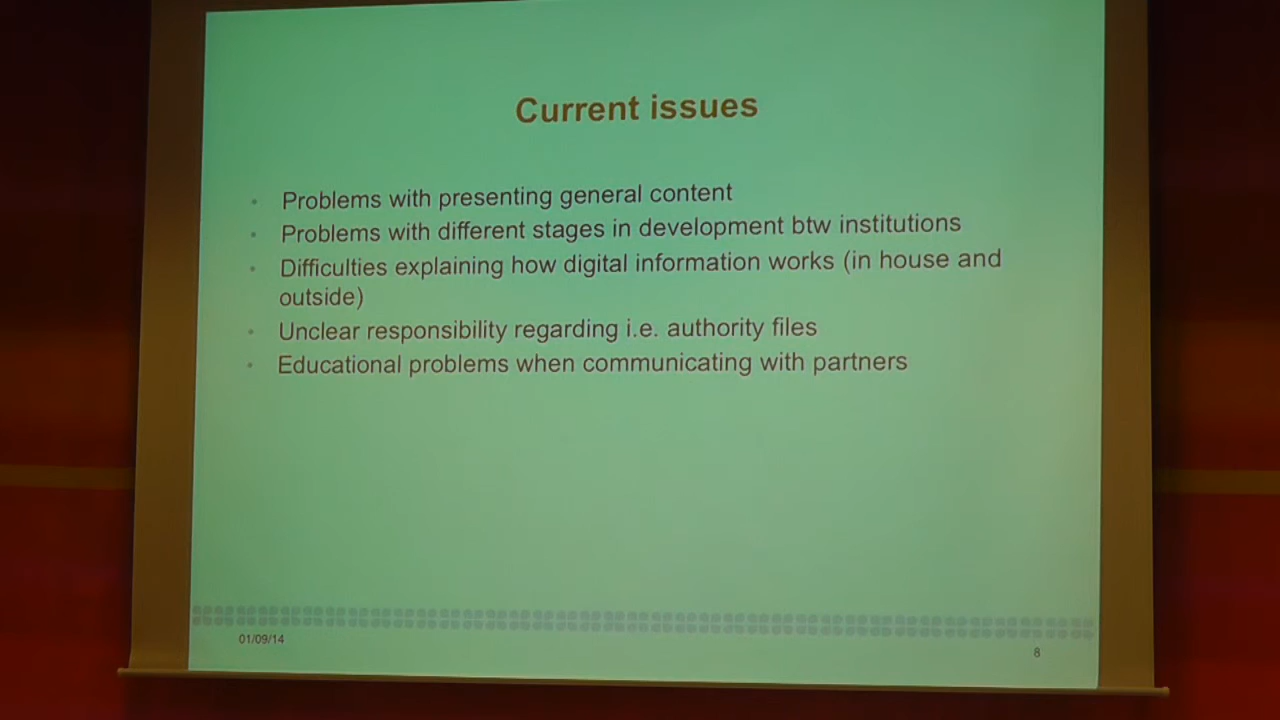 Current issues
Problems with presenting general content
Problems with different stages in development btw institutions
Difficulties explaining how digital information works (in house and
outside)
Unclear responsibility regarding i.e. authority files
Educational problems when communicating with partners
01/09/14
8